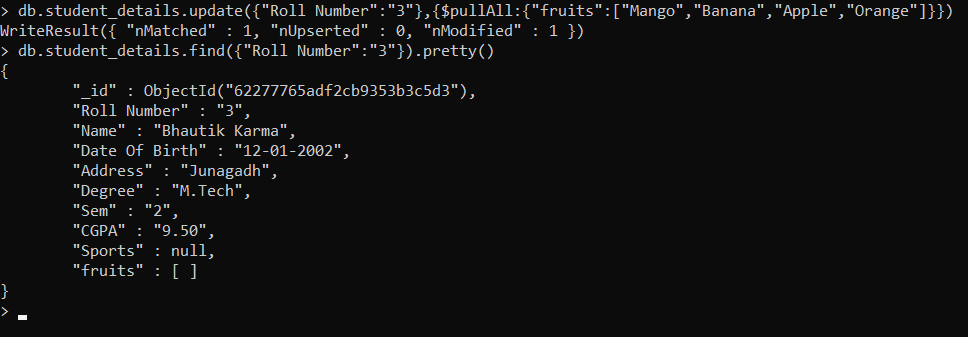 > db.student_details.update({"Roll Number":"3"},{$pullAll:{"fruits":["Mango","Banana","Apple","Orange"]}})
WriteResult({ "nMatched" : 1, "nUpserted" : 0, "nModified" : 1 })
> db.student_details.find({"Roll Number":"3"}).pretty()
{
        "_id" : ObjectId("62277765adf2cb9353b3c5d3"),
        "Roll Number" : "3",
        "Name" : "Bhautik Karma",
        "Date Of Birth" : "12-01-2002",
        "Address" : "Junagadh",
        "Degree" : "M.Tech",
        "Sem" : "2",
        "CGPA" : "9.50",
        "Sports" : null,
        "fruits" : [ ]
}
>